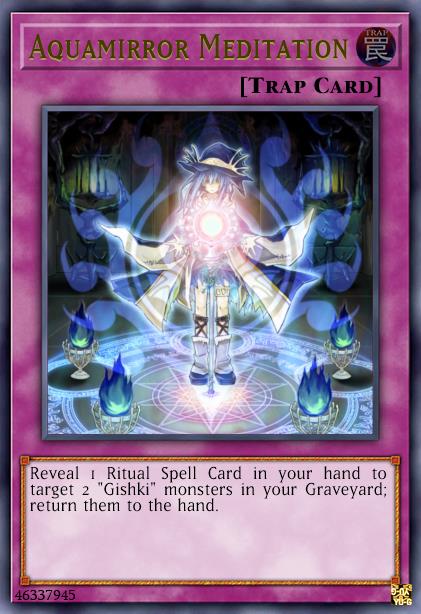 Aquamirror Meditation
TRAP
罠
[Trap Card]
Reveal 1 Ritual Spell Card in your hand to
target 2 "Gishki" monsters in your Graveyard;
return them to the hand.
46337945